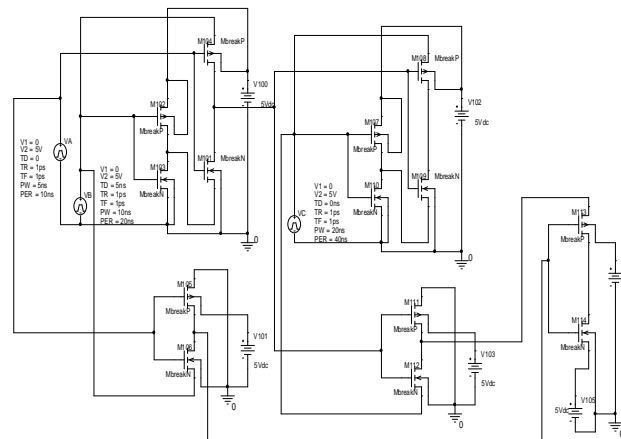 M104
MbreakP
V100
5Vdc
M102
MbreakP
M101
MbreakN
M103
MbreakN
VA
V1 = 0
V2 = 5V
TD = 0
TR = 1ps
TF = 1ps
PW = 5ns
PER = 10ns
VB
V1 = 0
V2 = 5V
TD = 5ns
TR = 1ps
TF = 1ps
PW = 10ns
PER = 20ns
0
M108
MbreakP
V102
5Vdc
M107
MbreakP
M109
MbreakN
M110
MbreakN
VC
V1 = 0
V2 = 5V
TD = 0ns
TR = 1ps
TF = 1ps
PW = 20ns
PER = 40ns
0
M105
MbreakP
M106
MbreakN
V101
5Vdc
0
M111
MbreakP
M112
MbreakN
V103
5Vdc
0
M113
MbreakP
M114
MbreakN
V105
5Vdc
0